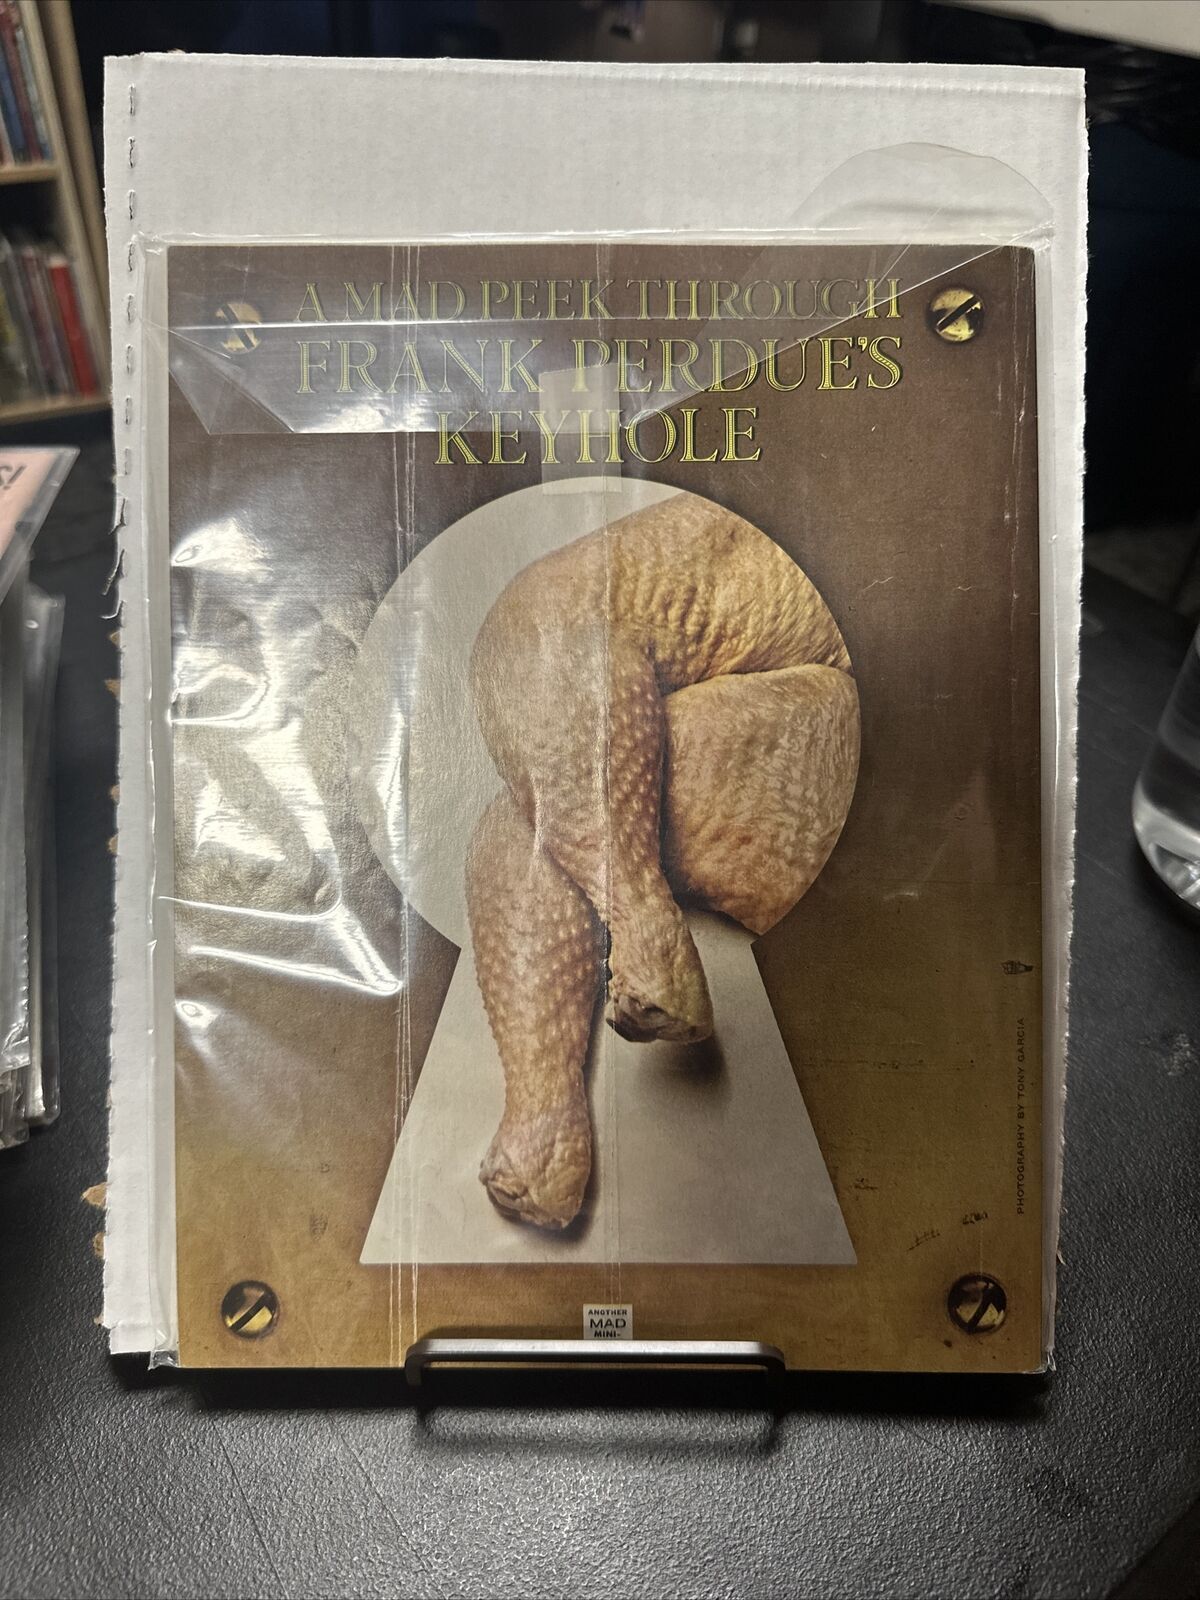 A MAD PEEK THROUGH
FRANK PERDUE'S
KEYHOLE
PHOTOGRAPHY BY TONY GARCIA
ANOTHER
MAD
MINI-